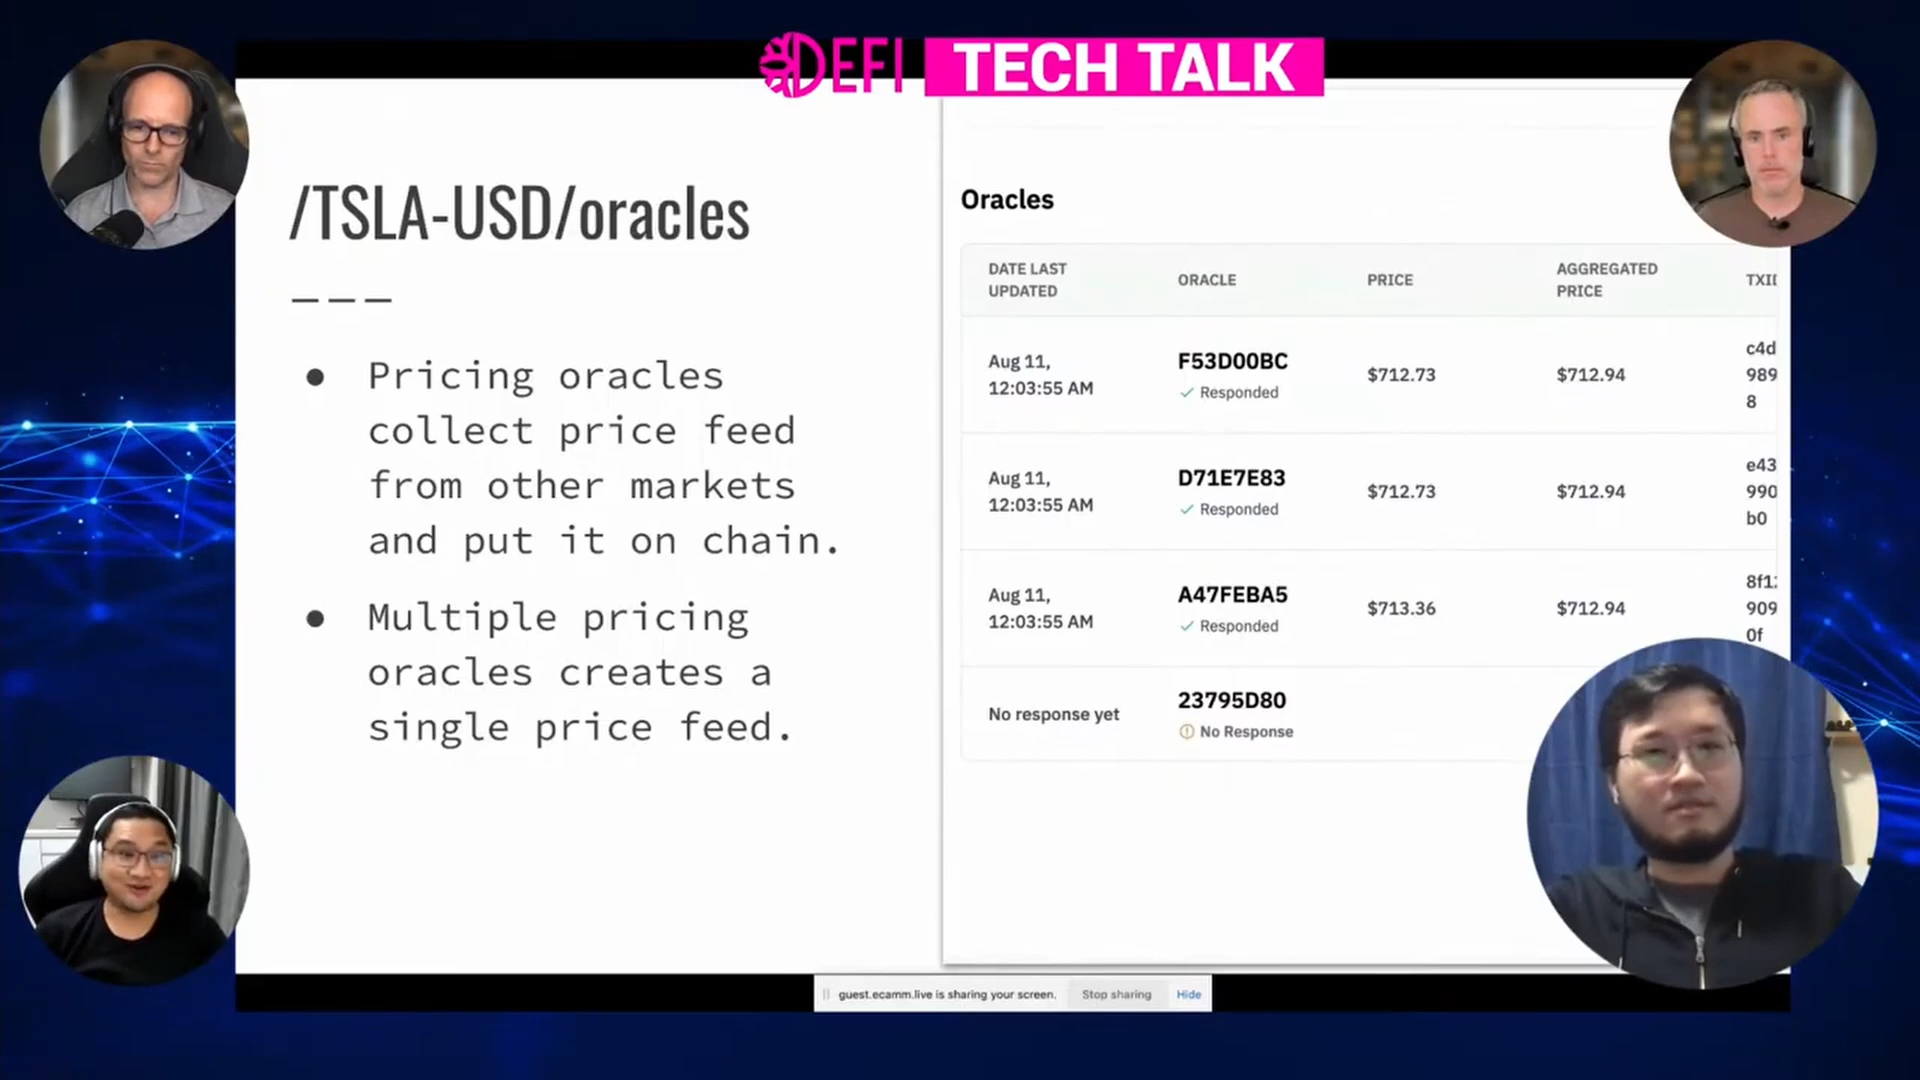 DEFI TECH TALK
/TSLA-USD/oracles
Pricing oracles
collect price feed
from other markets
and put it on chain.
Multiple pricing
oracles creates a
single price feed.
Oracles
DATE LAST
UPDATED
ORACLE
PRICE
AGGREGATED
PRICE
Aug 11,
12:03:55 AM
F53D00BC
Responded
$712.73
$712.94
c4d
989
8
Aug 11,
12:03:55 AM
D71E7E83
Responded
$712.73
$712.94
e43
990
b0
Aug 11,
12:03:55 AM
A47FEBA5
Responded
$713.36
$712.94
909
0f
No response yet
23795D80
No Response
guest.ecamm.live is sharing your screen. Stop sharing Hide